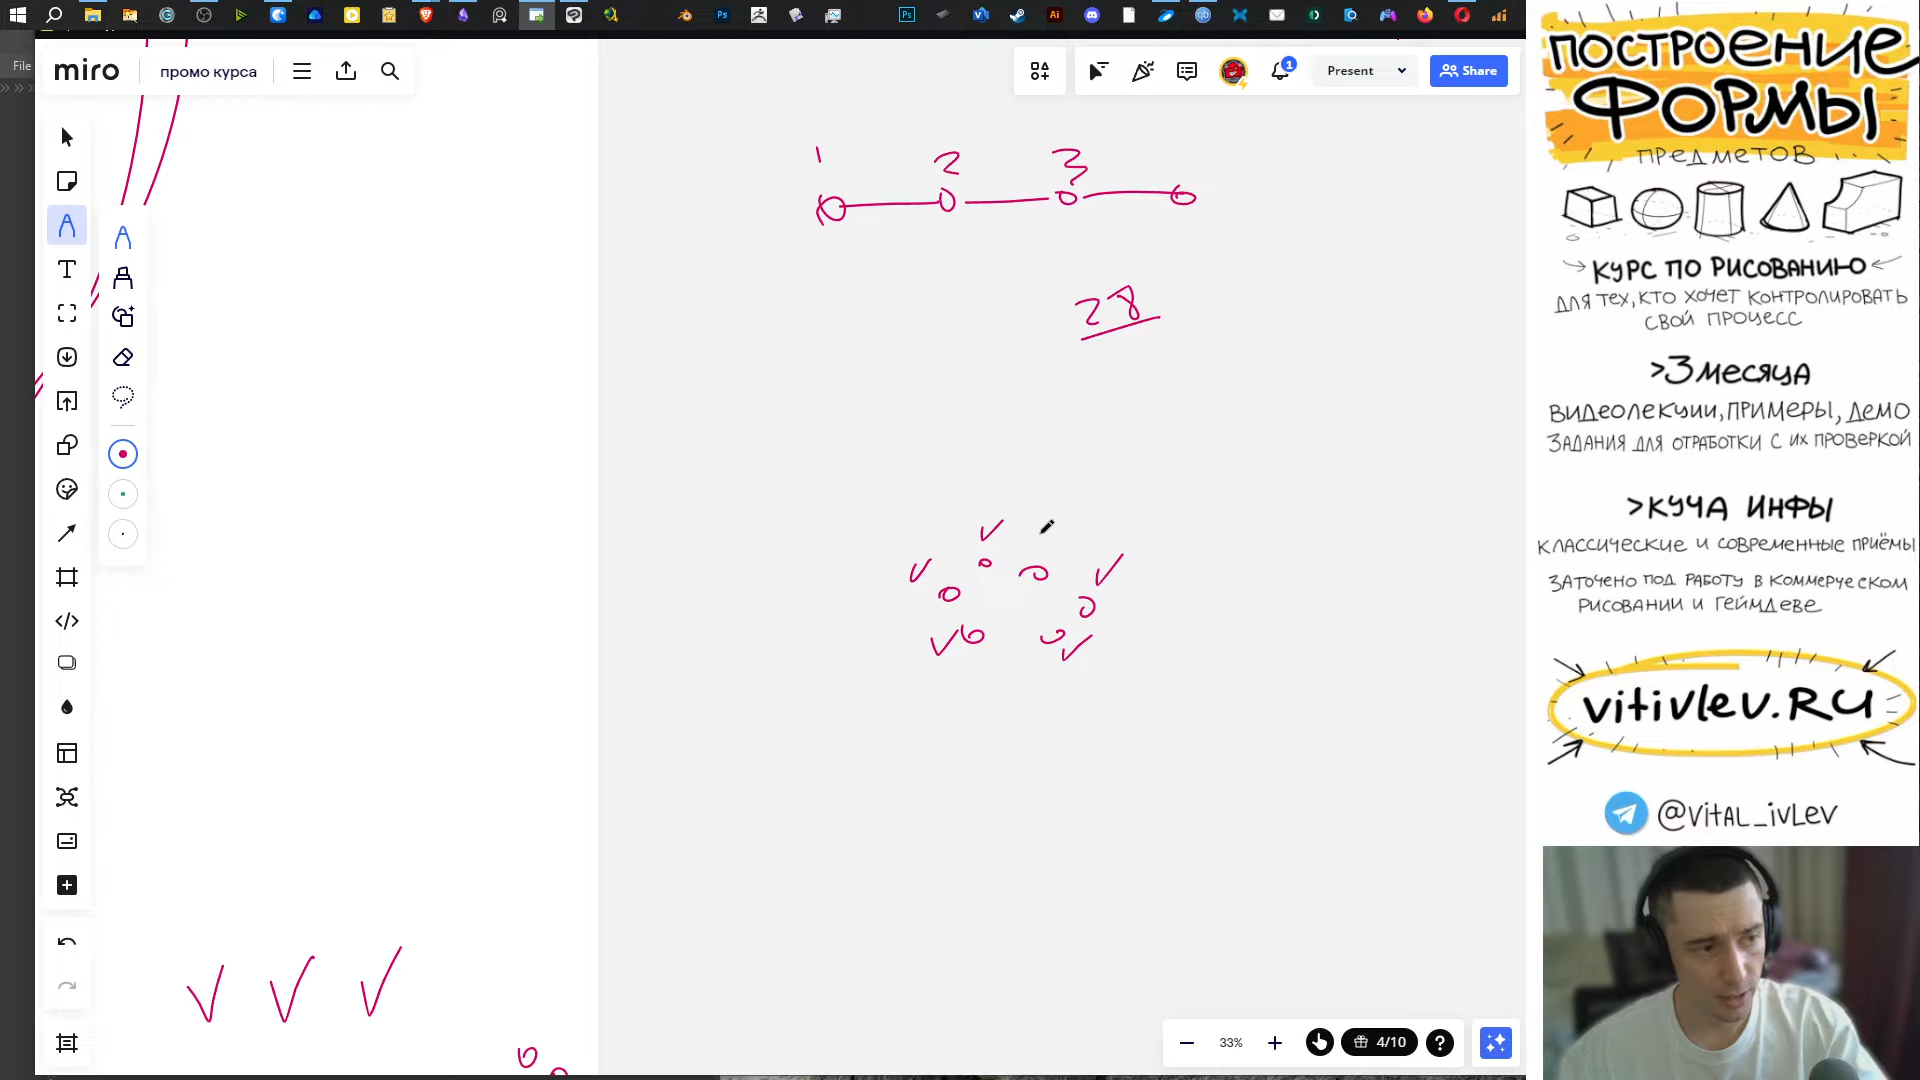 File
miro
промо курса
1
Present
Share
1 2 3
28
33%
4/10
?
ПОСТРОЕНИЕ
ФОРМЫ
ПРЕДМЕТОВ
КУРС ПО РИСОВАНИЮ
ДЛЯ ТЕХ, КТО ХОЧЕТ КОНТРОЛИРОВАТЬ
СВОЙ ПРОЦЕСС
>3 месяца
ВИДЕОЛЕКЦИИ, ПРИМЕРЫ, ДЕМО
ЗАДАНИЯ ДЛЯ ОТРАБОТКИ С ИХ ПРОВЕРКОЙ
>КУЧА ИНФЫ
КЛАССИЧЕСКИЕ И СОВРЕМЕННЫЕ ПРИЁМЫ
ЗАТОЧЕНО ПОД РАБОТУ В КОММЕРЧЕСКОМ
РИСОВАНИИ И ГЕЙМДЕВЕ
vitivlev.RU
@VITAL_IVLEV